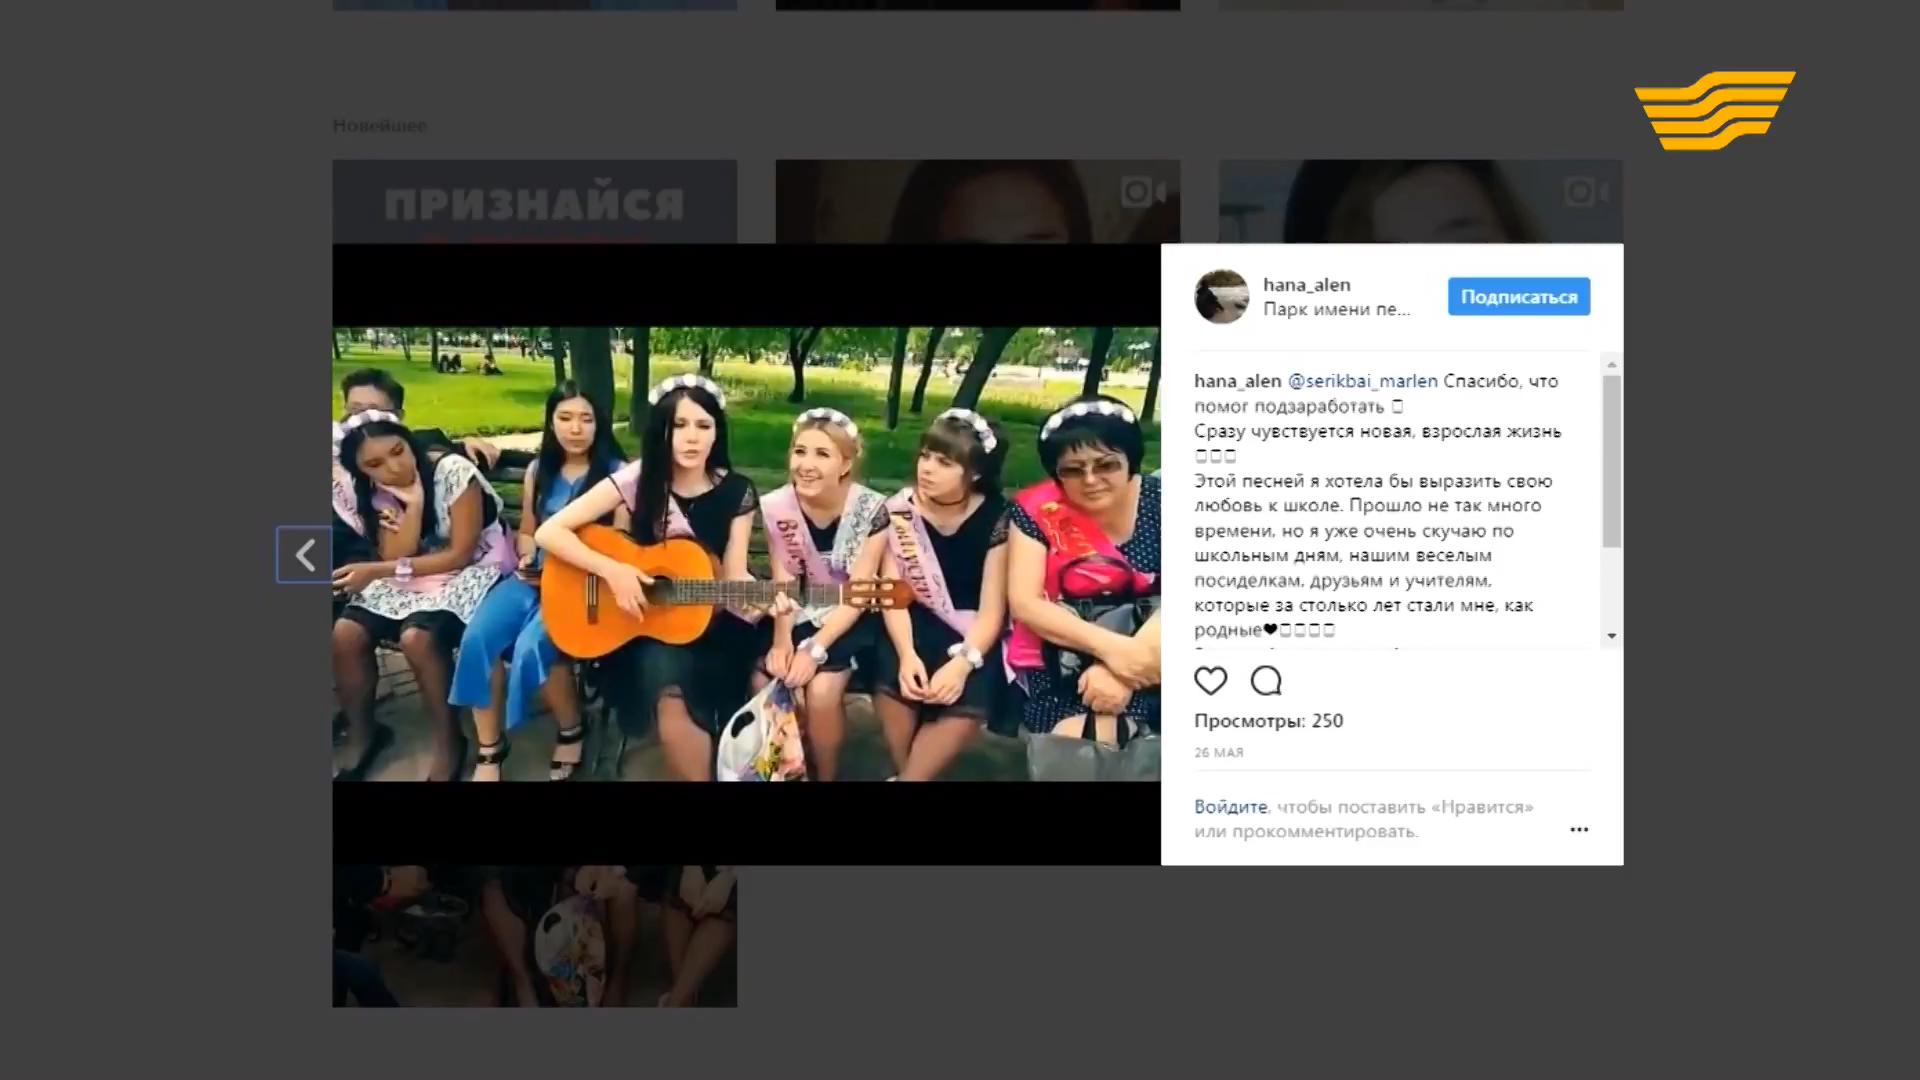 Новейшее
ПРИЗНАЙСЯ
hana_alen
Парк имени пе...
Подписаться
hana_alen @serikbai_marlen Спасибо, что
помог подзаработать
Сразу чувствуется новая, взрослая жизнь
Этой песней я хотела бы выразить свою
любовь к школе. Прошло не так много
времени, но я уже очень скучаю по
школьным дням, нашим веселым
посиделкам, друзьям и учителям,
которые за столько лет стали мне, как
родные❤
Просмотры: 250
26 МАЯ
Войдите, чтобы поставить «Нравится»
или прокомментировать.